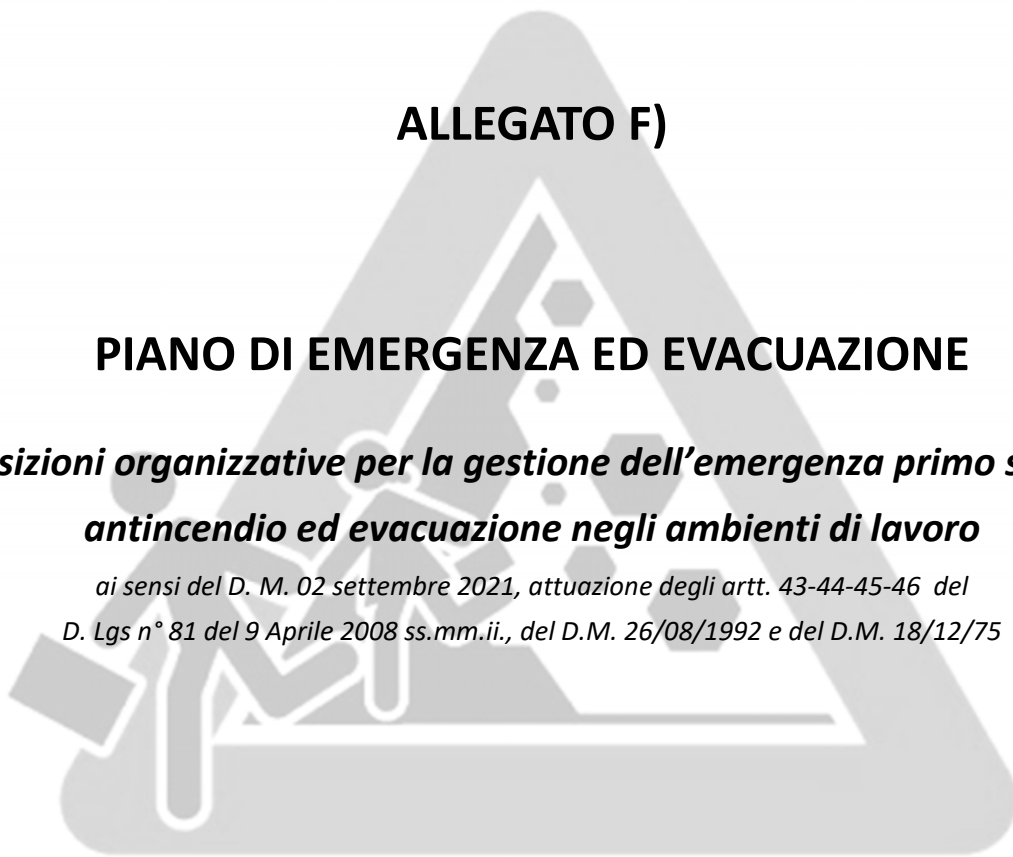 ALLEGATO F)
PIANO DI EMERGENZA ED EVACUAZIONE
sizioni organizzative per la gestione dell’emergenza primo s
antincendio ed evacuazione negli ambienti di lavoro
ai sensi del D. M. 02 settembre 2021, attuazione degli artt. 43-44-45-46 del
D. Lgs n° 81 del 9 Aprile 2008 ss.mm.ii., del D.M. 26/08/1992 e del D.M. 18/12/75